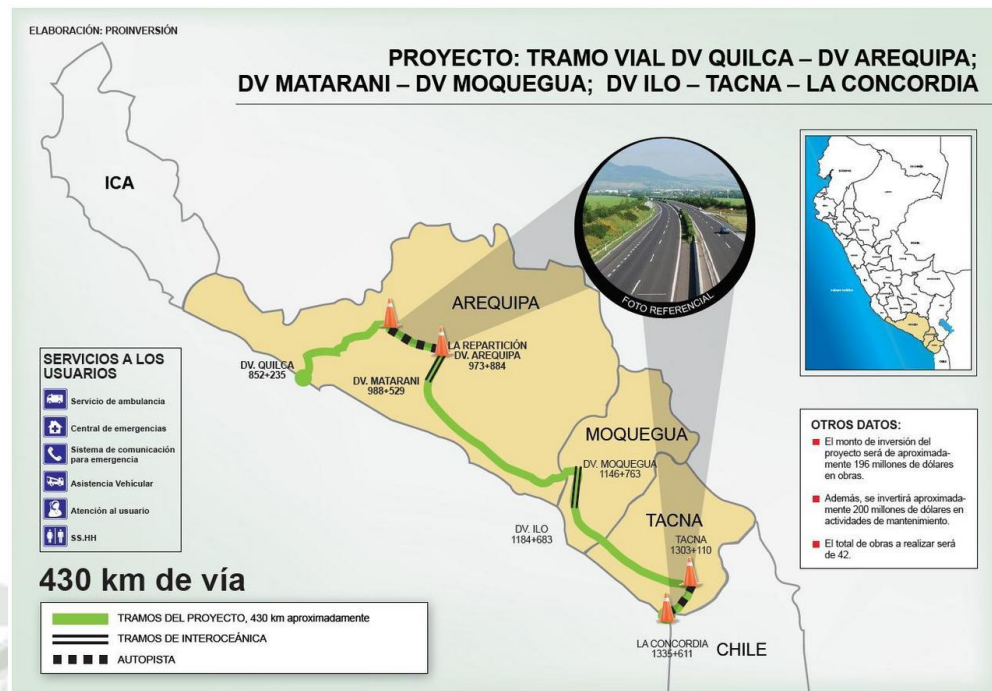 ELABORACIÓN: PROINVERSIÓN
PROYECTO: TRAMO VIAL DV QUILCA – DV AREQUIPA;
DV MATARANI – DV MOQUEGUA; DV ILO – TACNA – LA CONCORDIA
ICA
FOTO REFERENCIAL
AREQUIPA
LA REPARTICIÓN
DV. AREQUIPA
973+884
DV. QUILCA
852+235
DV. MATARANI
988+529
MOQUEGUA
DV. MOQUEGUA
1146+763
DV. ILO
1184+683
TACNA
TACNA
1303+110
LA CONCORDIA
1335+611
CHILE
SERVICIOS A LOS
USUARIOS
Servicio de ambulancia
Central de emergencias
Sistema de comunicación
para emergencia
Asistencia Vehicular
Atención al usuario
SS.HH
OTROS DATOS:
El monto de inversión del
proyecto será de aproximada-
mente 196 millones de dólares
en obras.
Además, se invertirá aproximada-
mente 200 millones de dólares en
actividades de mantenimiento.
El total de obras a realizar será
de 42.
430 km de vía
TRAMOS DEL PROYECTO, 430 km aproximadamente
TRAMOS DE INTEROCEÁNICA
AUTOPISTA